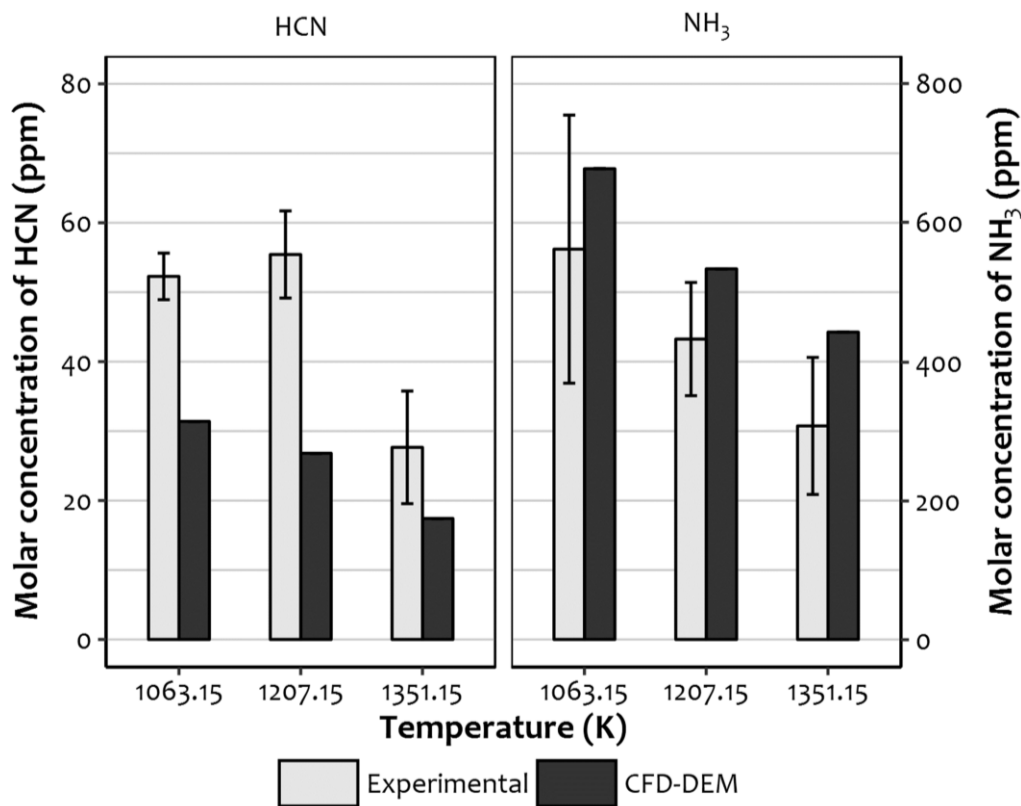 HCN NH₃
Molar concentration of HCN (ppm)
80
60
40
20
0
800
600
400
200
0
Molar concentration of NH₃ (ppm)
1063.15 1207.15 1351.15 1063.15 1207.15 1351.15
Temperature (K)
Experimental CFD-DEM